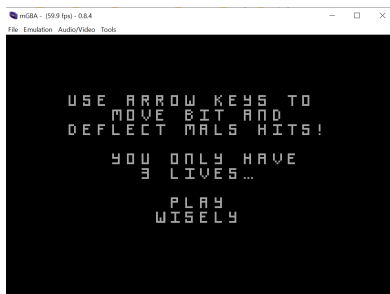 mGBA - (59.9 fps) - 0.8.4
File Emulation Audio/Video Tools
USE ARROW KEYS TO
MOVE BIT AND
DEFLECT MALS HITS!
YOU ONLY HAVE
3 LIVES...
PLAY
WISELY